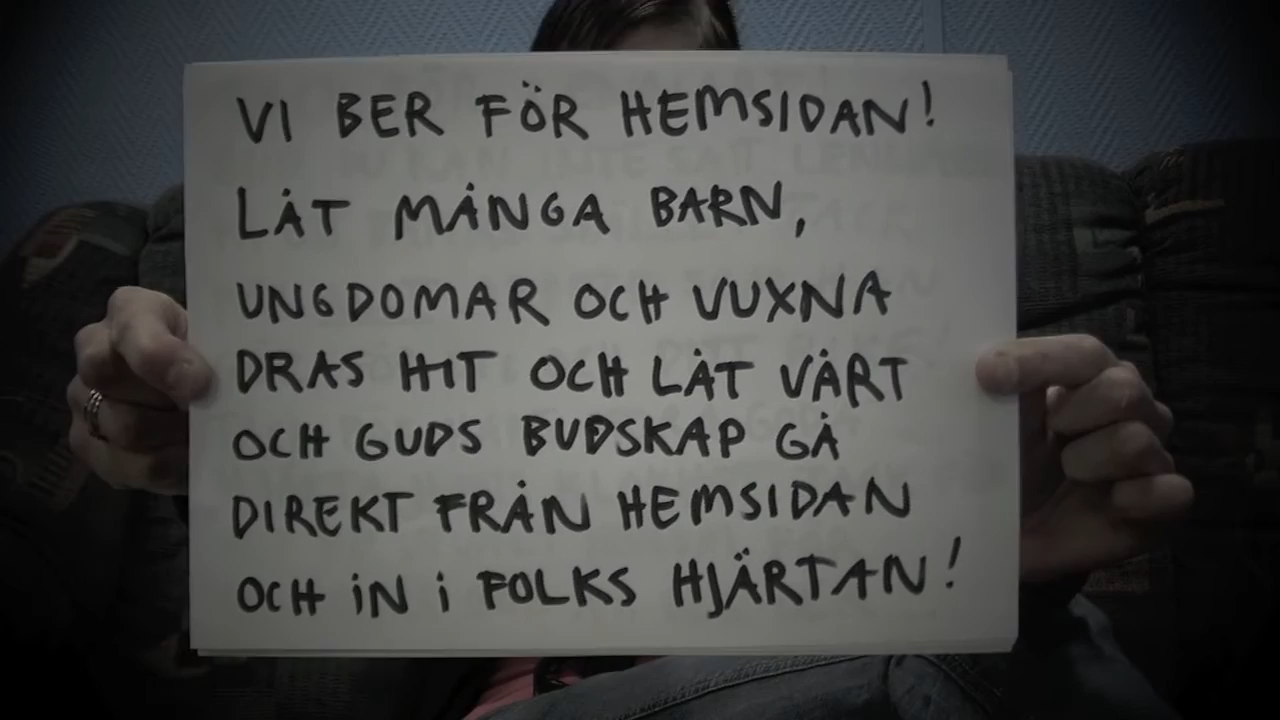 VI BER FÖR HEMSIDAN!
LÅT MÅNGA BARN,
UNGDOMAR OCH VUXNA
DRAS HIT OCH LÅT VÅRT
OCH GUDS BUDSKAP GÅ
DIREKT FRÅN HEMSIDAN
OCH IN I FOLKS HJÄRTAN!